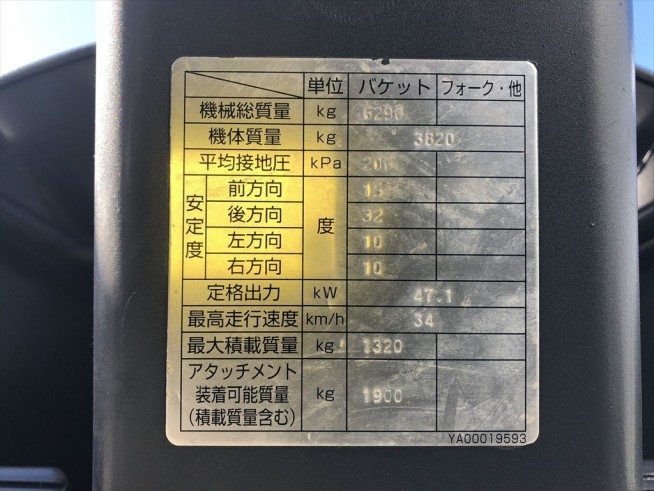 単位 バケット フォーク・他
機械総質量 kg 5290
機体質量 kg 3820
平均接地圧 kPa
安定度
前方向
後方向 度 32
左方向 10
右方向 10
定格出力 kW 47.1
最高走行速度 km/h 34
最大積載質量 kg 1320
アタッチメント
装着可能質量 kg 1900
(積載質量含む)
YA00019593